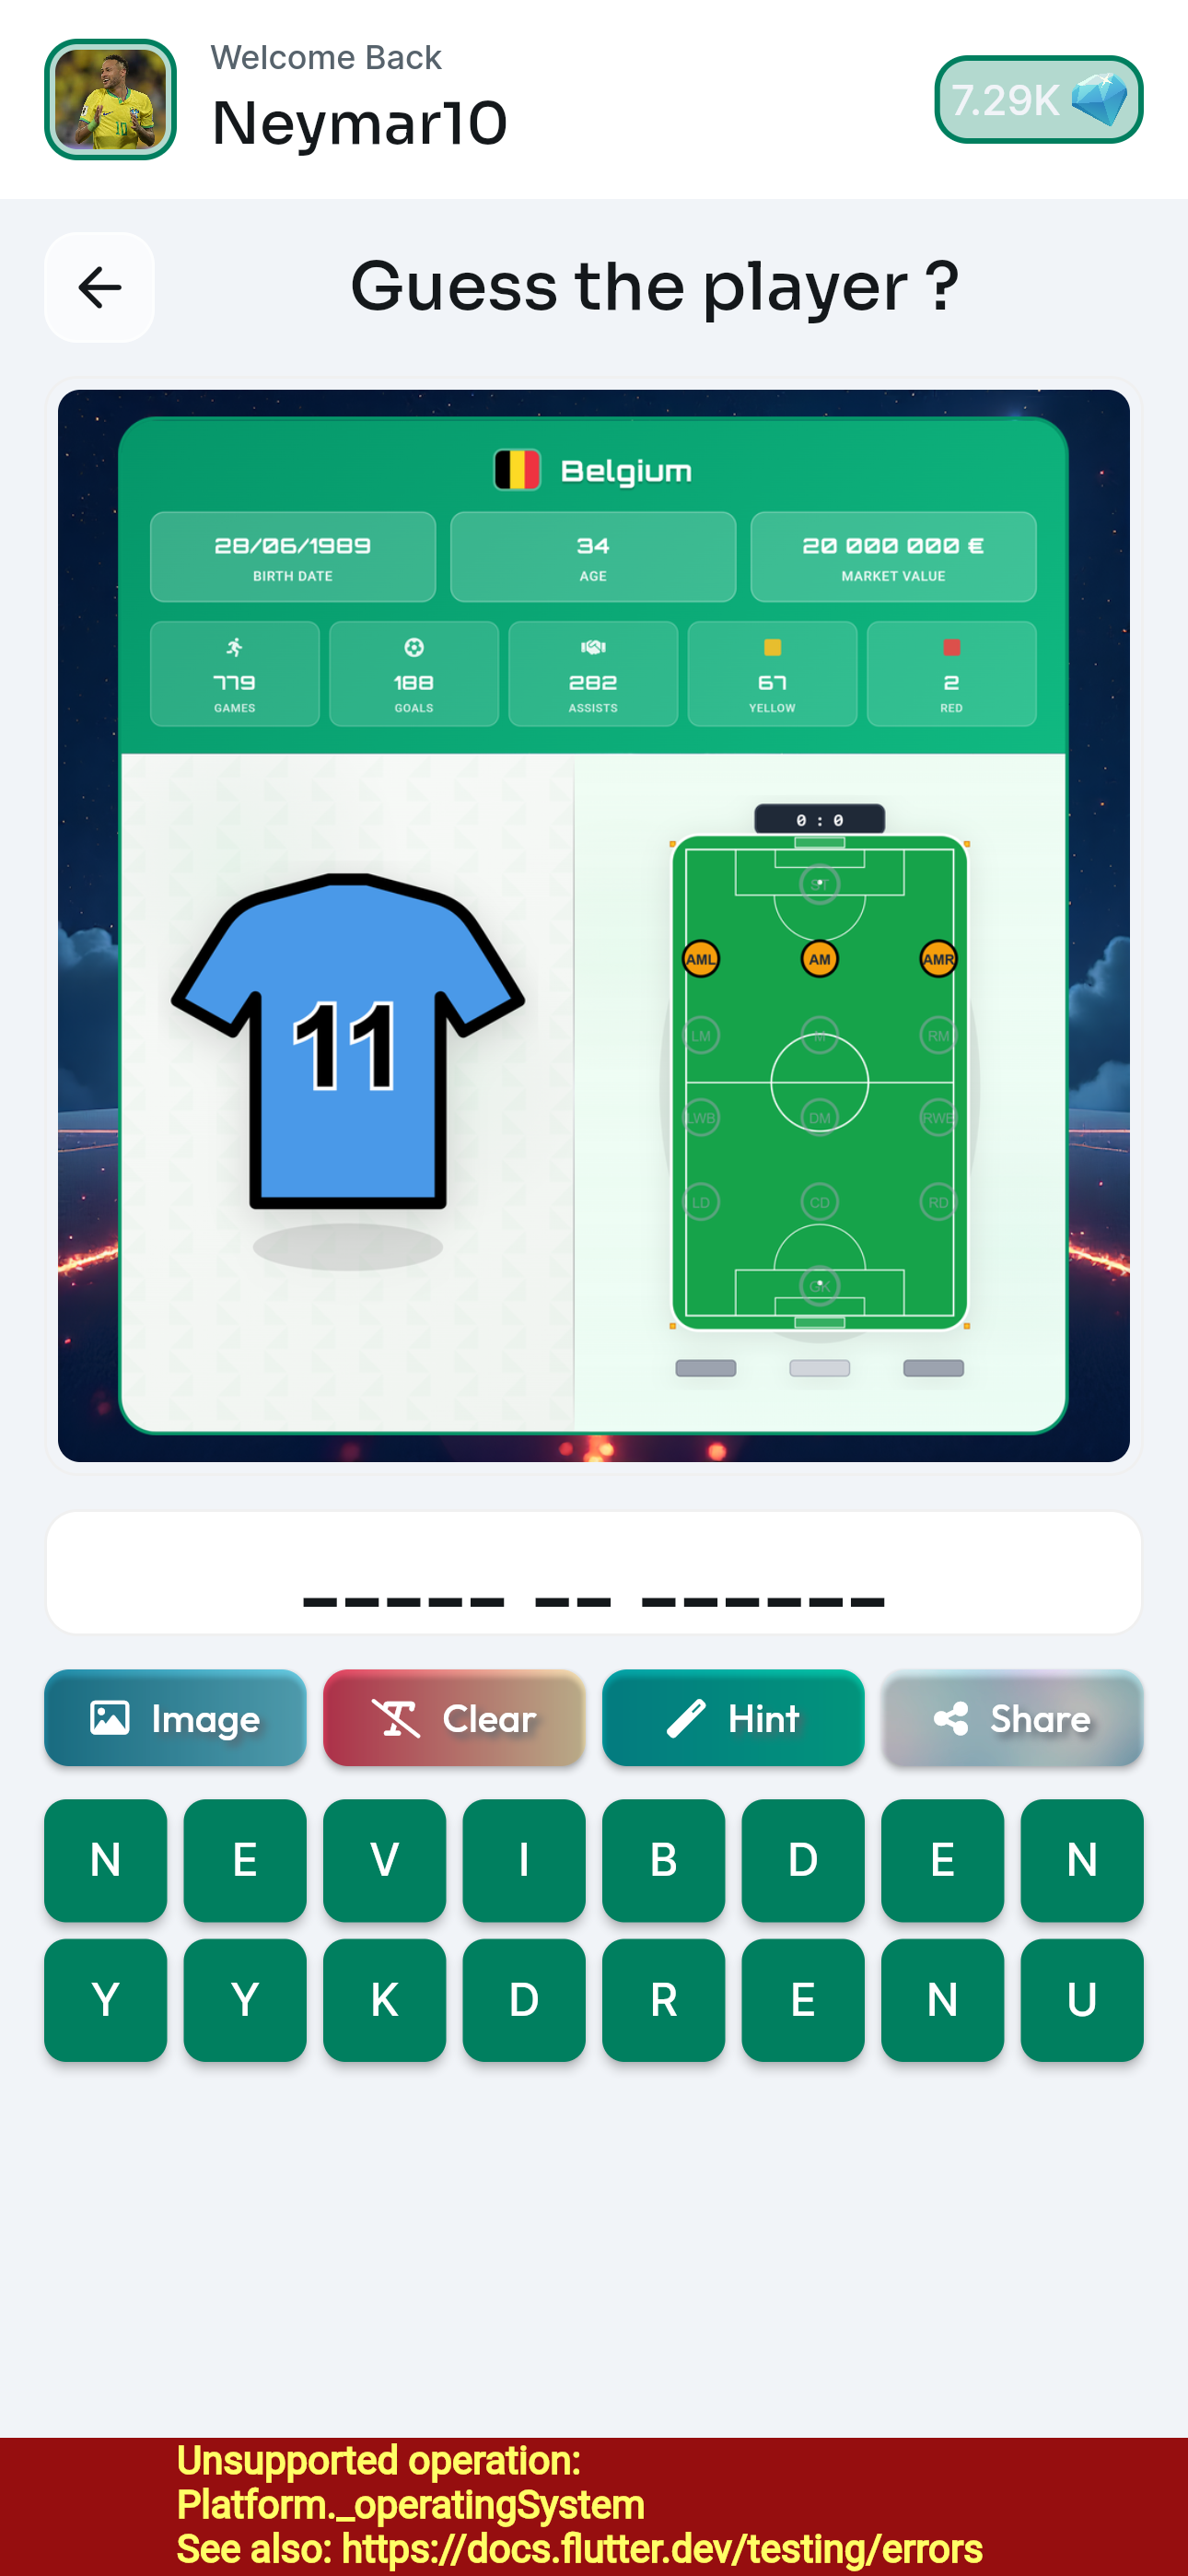 Welcome Back
Neymar10
7.29K
Guess the player ?
Belgium
28/06/1989
BIRTH DATE
34
AGE
20 000 000 €
MARKET VALUE
779
GAMES
188
GOALS
282
ASSISTS
67
YELLOW
2
RED
11
0 : 0
ST
AML AM AMR
LM M RM
LWB DM RWB
LD CD RD
GK
_____ __ ______
Image
Clear
Hint
Share
N E V I B D E N
Y Y K D R E N U
Unsupported operation:
Platform._operatingSystem
See also: https://docs.flutter.dev/testing/errors